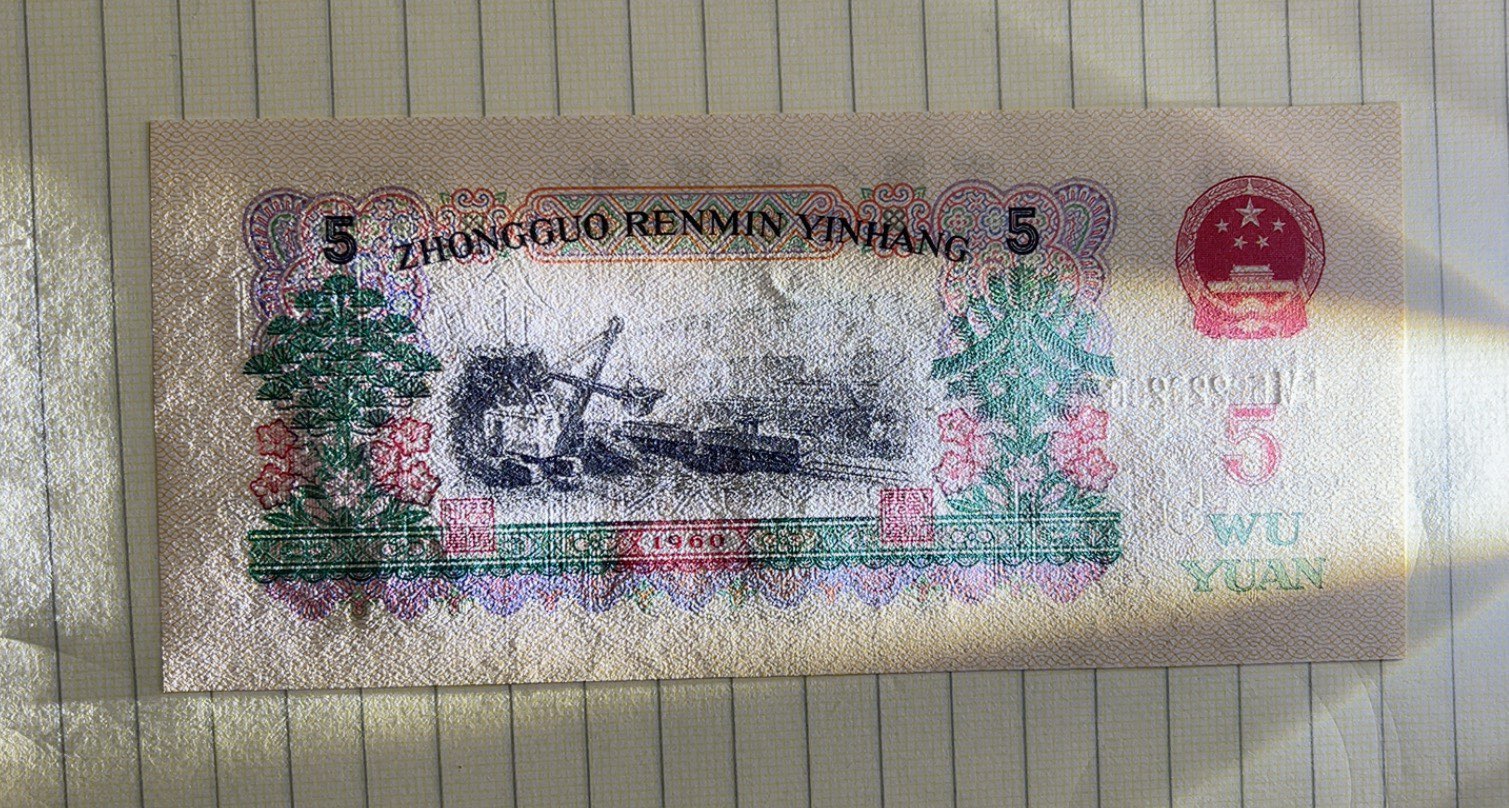 5 ZHONGGUO RENMIN YINHANG 5
5
WU
YUAN
1960